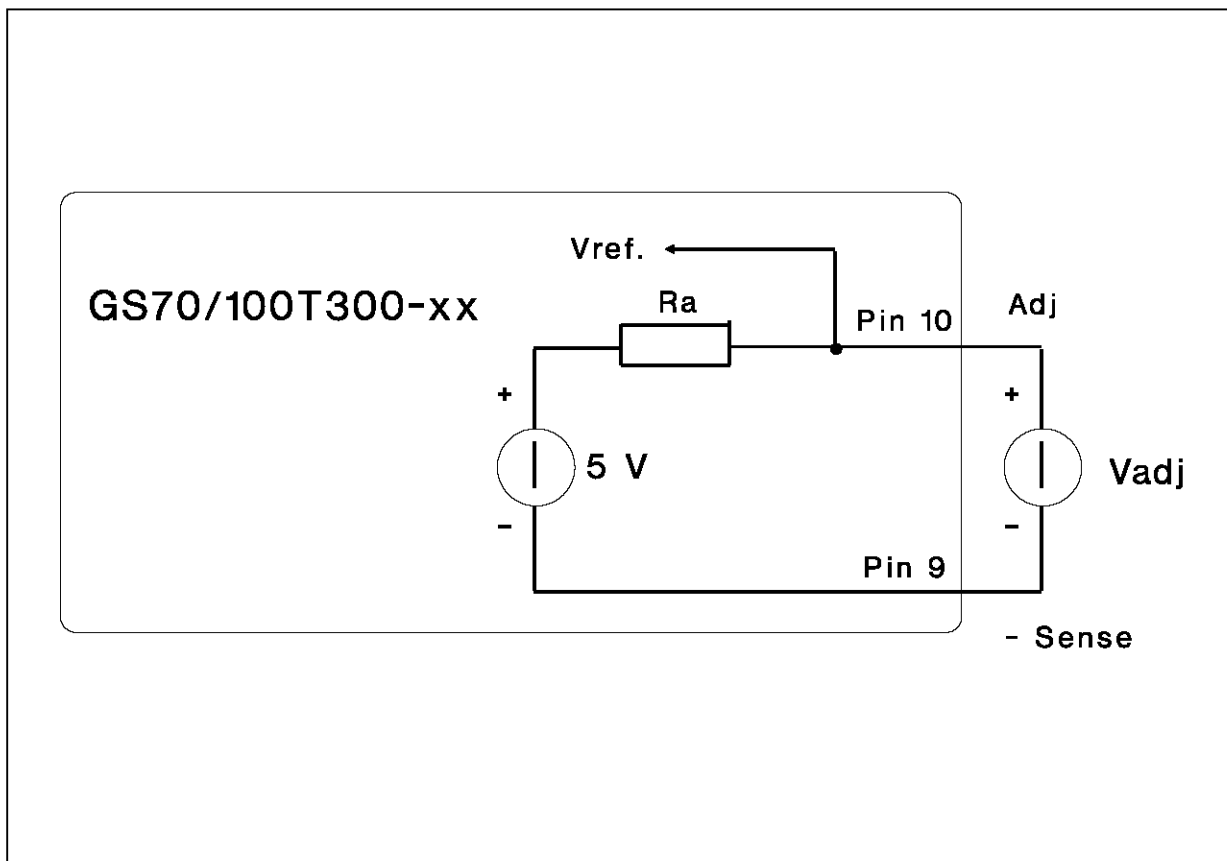 Vref.
GS70/100T300-xx
Ra
Pin 10
Adj
+
+
5 V
Vadj
-
-
Pin 9
- Sense